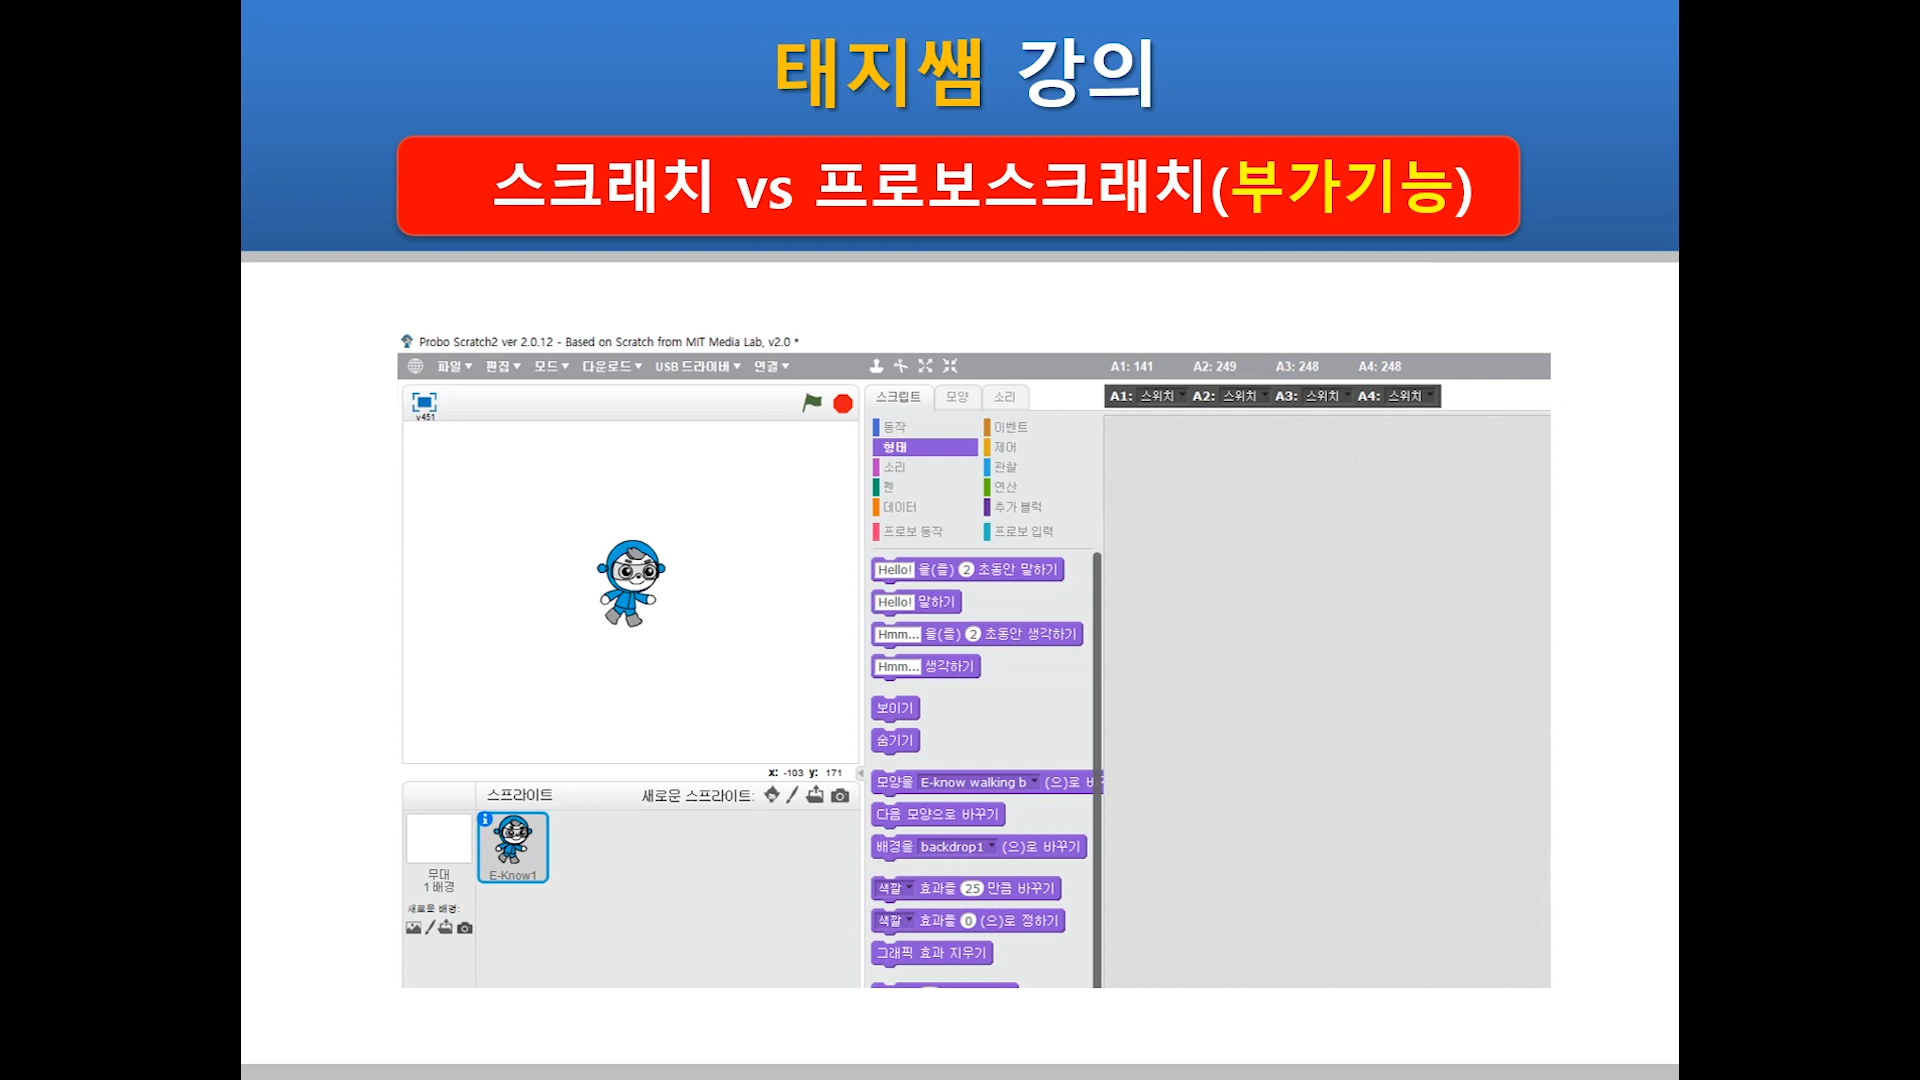 태지쌤 강의
스크래치 vs 프로보스크래치(부가기능)
Probo Scratch2 ver 2.0.12 - Based on Scratch from MIT Media Lab, v2.0 *
파일 편집 모드 다운로드 USB 드라이버 연결
A1: 141 A2: 249 A3: 248 A4: 248
v451
스크립트 모양 소리
A1: 스위치 A2: 스위치 A3: 스위치 A4: 스위치
동작 이벤트
형태 제어
소리 관찰
펜 연산
데이터 추가 블럭
프로보 동작 프로보 입력
Hello! 을(를) 2 초동안 말하기
Hello! 말하기
Hmm... 을(를) 2 초동안 생각하기
Hmm... 생각하기
보이기
숨기기
모양을 E-know walking b (으)로
다음 모양으로 바꾸기
배경을 backdrop1 (으)로 바꾸기
색깔 효과를 25 만큼 바꾸기
색깔 효과를 0 (으)로 정하기
그래픽 효과 지우기
x: -103 y: 171
스프라이트 새로운 스프라이트:
E-Know1
무대
1 배경
새로운 배경: